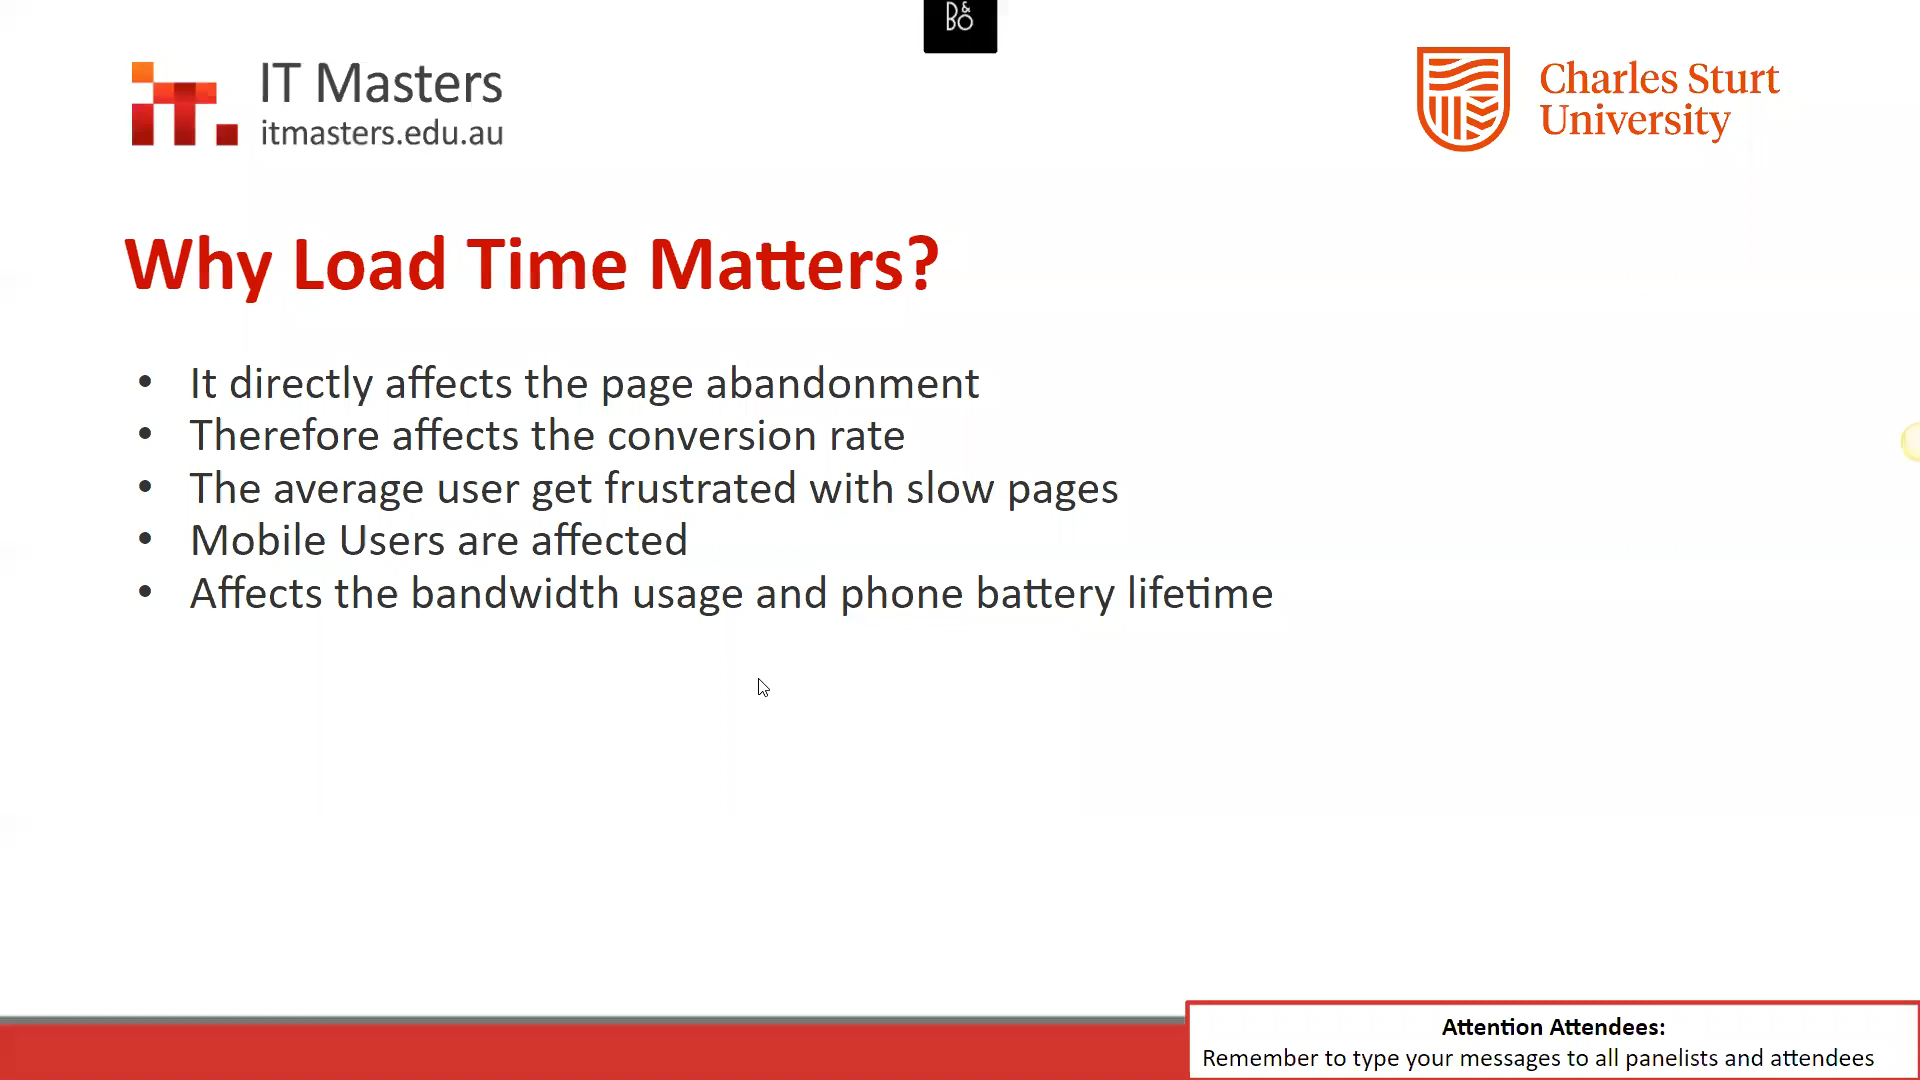 B&O
IT Masters
itmasters.edu.au
Charles Sturt
University
Why Load Time Matters?
• It directly affects the page abandonment
• Therefore affects the conversion rate
• The average user get frustrated with slow pages
• Mobile Users are affected
• Affects the bandwidth usage and phone battery lifetime
Attention Attendees:
Remember to type your messages to all panelists and attendees